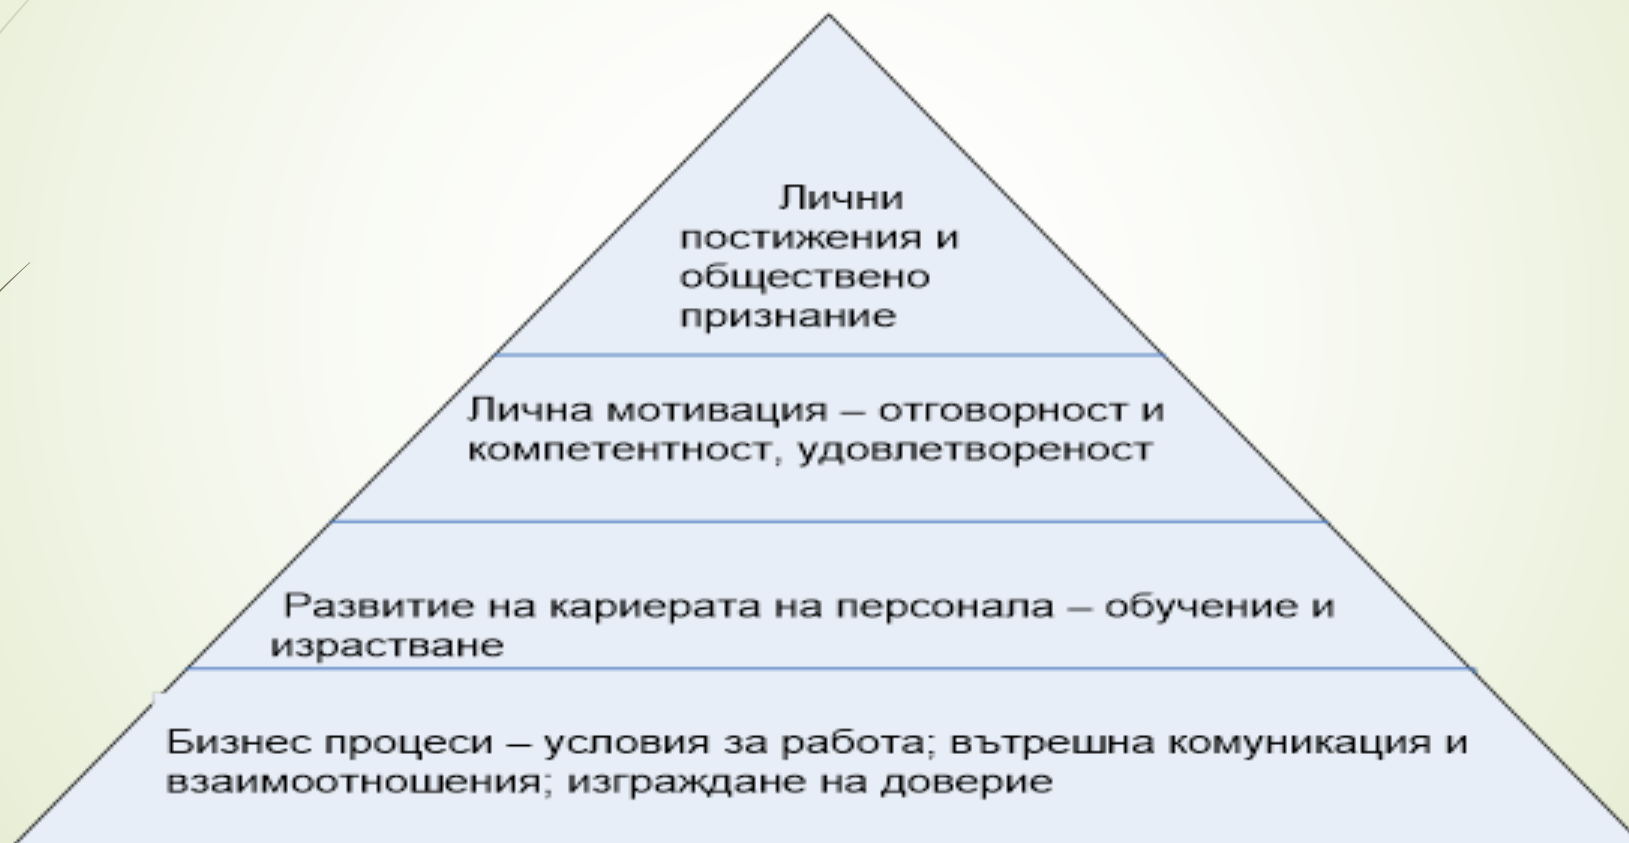 Лични
постижения и
обществено
признание
Лична мотивация – отговорност и
компетентност, удовлетвореност
Развитие на кариерата на персонала – обучение и
израстване
Бизнес процеси – условия за работа; вътрешна комуникация и
взаимоотношения; изграждане на доверие